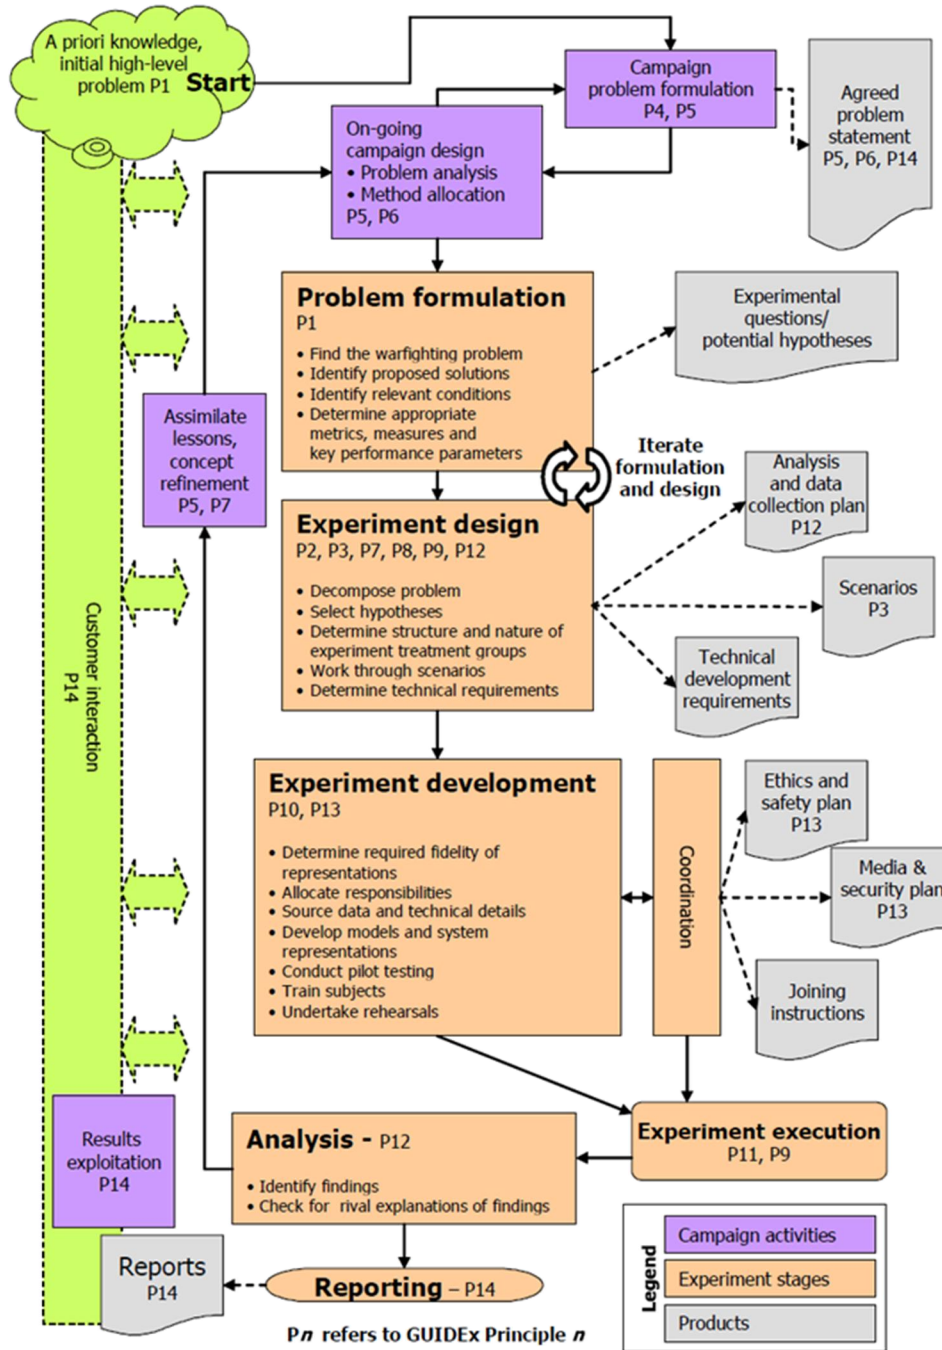 A priori knowledge,
initial high-level
problem P1
Start
Campaign
problem formulation
P4, P5
Agreed
problem
statement
P5, P6, P14
On-going
campaign design
• Problem analysis
• Method allocation
P5, P6
Problem formulation
P1
• Find the warfighting problem
• Identify proposed solutions
• Identify relevant conditions
• Determine appropriate
metrics, measures and
key performance parameters
Experimental
questions/
potential hypotheses
Assimilate
lessons,
concept
refinement
P5, P7
Iterate
formulation
and design
Analysis
and data
collection plan
P12
Experiment design
P2, P3, P7, P8, P9, P12
• Decompose problem
• Select hypotheses
• Determine structure and nature of
experiment treatment groups
• Work through scenarios
• Determine technical requirements
Scenarios
P3
Technical
development
requirements
Customer interaction
P14
Experiment development
P10, P13
• Determine required fidelity of
representations
• Allocate responsibilities
• Source data and technical details
• Develop models and system
representations
• Conduct pilot testing
• Train subjects
• Undertake rehearsals
Coordination
Ethics and
safety plan
P13
Media &
security plan
P13
Joining
instructions
Results
exploitation
P14
Analysis - P12
• Identify findings
• Check for rival explanations of findings
Experiment execution
P11, P9
Reports
P14
Reporting – P14
Legend
Campaign activities
Experiment stages
Products
Pn refers to GUIDEx Principle n